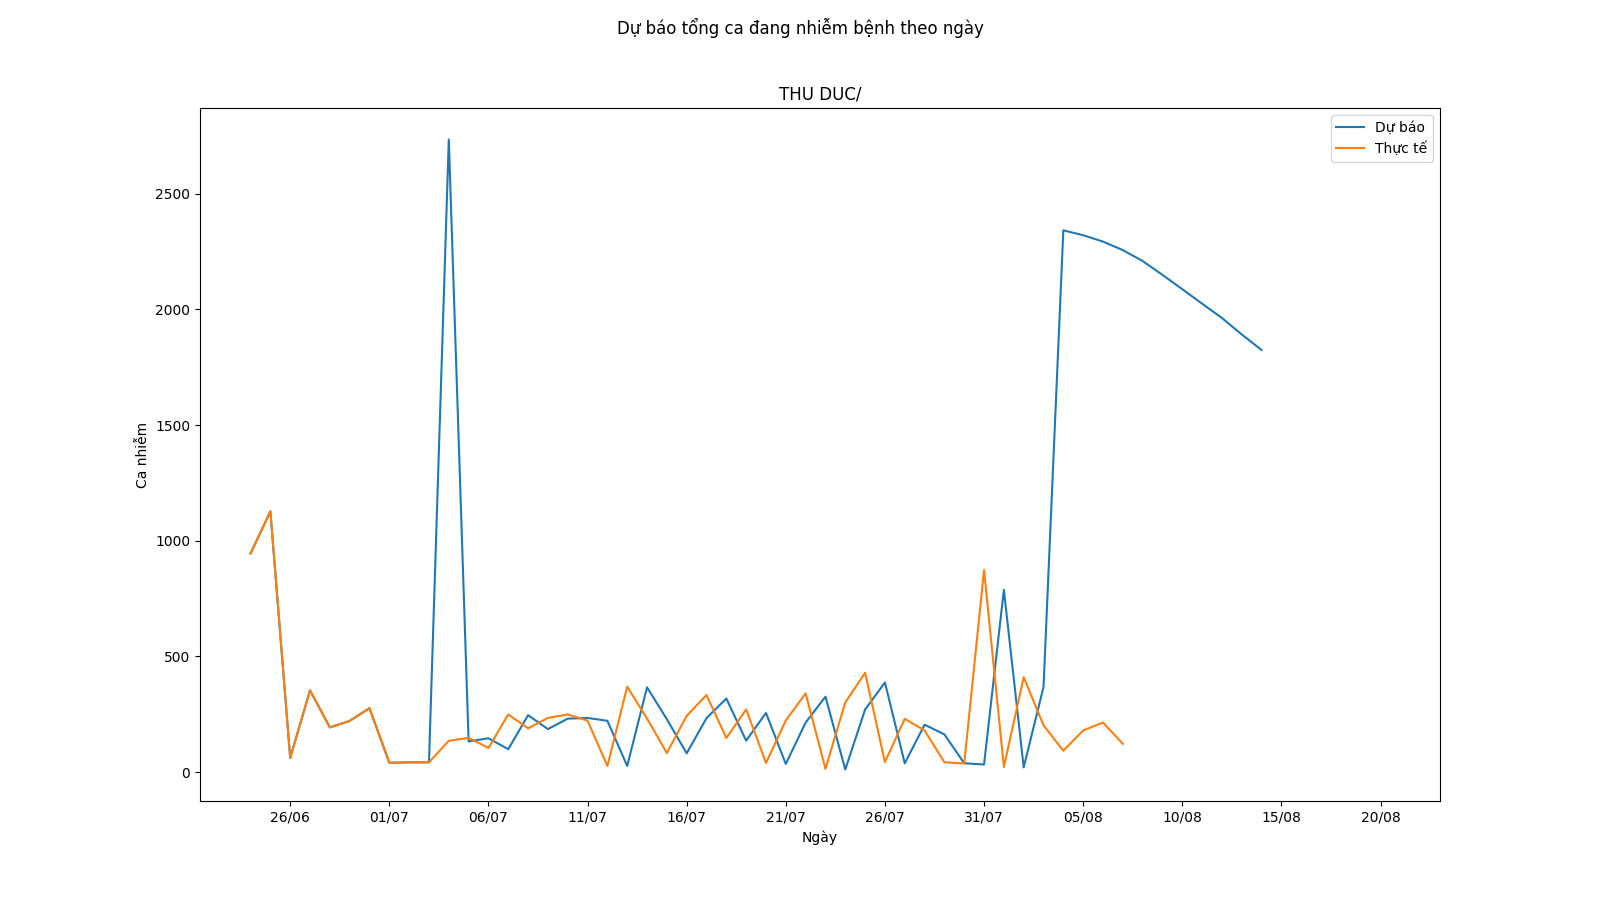 Dự báo tổng ca đang nhiễm bệnh theo ngày
THU DUC/
Dự báo
Thực tế
2500
2000
1500
1000
500
0
Ca nhiễm
26/06 01/07 06/07 11/07 16/07 21/07 26/07 31/07 05/08 10/08 15/08 20/08
Ngày